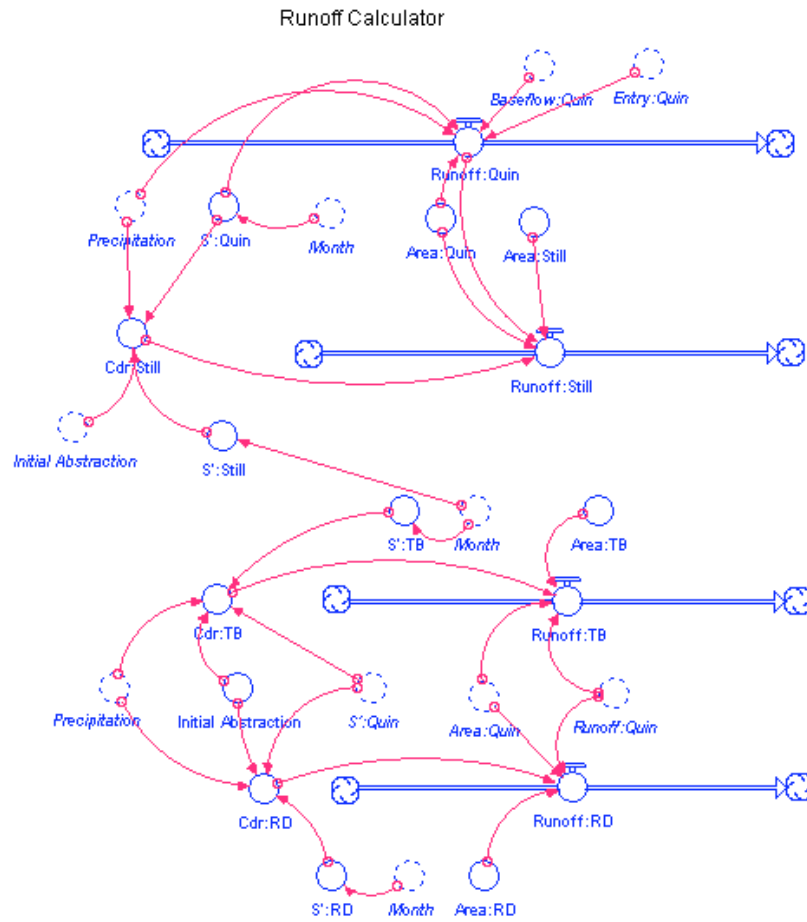 Runoff Calculator
Baseflow:Quin
Entry:Quin
Runoff:Quin
Precipitation
S':Quin
Month
Area:Quin
Area:Still
Cdr:Still
Runoff:Still
Initial Abstraction
S':Still
S':TB
Month
Area:TB
Cdr:TB
Runoff:TB
Precipitation
Initial Abstraction
S':Quin
Area:Quin
Runoff:Quin
Cdr:RD
Runoff:RD
S':RD
Month
Area:RD